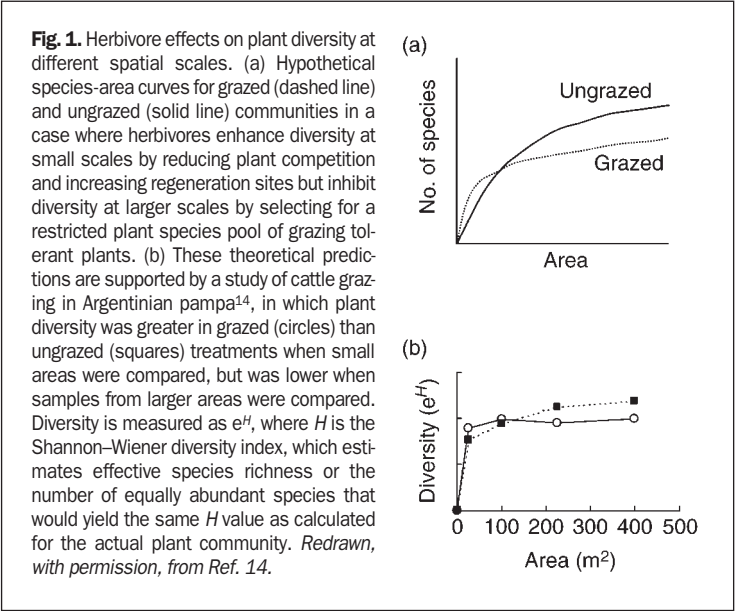 Fig. 1. Herbivore effects on plant diversity at
different spatial scales. (a) Hypothetical
species-area curves for grazed (dashed line)
and ungrazed (solid line) communities in a
case where herbivores enhance diversity at
small scales by reducing plant competition
and increasing regeneration sites but inhibit
diversity at larger scales by selecting for a
restricted plant species pool of grazing tol-
erant plants. (b) These theoretical predic-
tions are supported by a study of cattle graz-
ing in Argentinian pampa¹⁴, in which plant
diversity was greater in grazed (circles) than
ungrazed (squares) treatments when small
areas were compared, but was lower when
samples from larger areas were compared.
Diversity is measured as eᴴ, where H is the
Shannon–Wiener diversity index, which esti-
mates effective species richness or the
number of equally abundant species that
would yield the same H value as calculated
for the actual plant community. Redrawn,
with permission, from Ref. 14.
(a)
No. of species
Ungrazed
Grazed
Area
(b)
Diversity (eᴴ)
0 100 200 300 400 500
Area (m²)